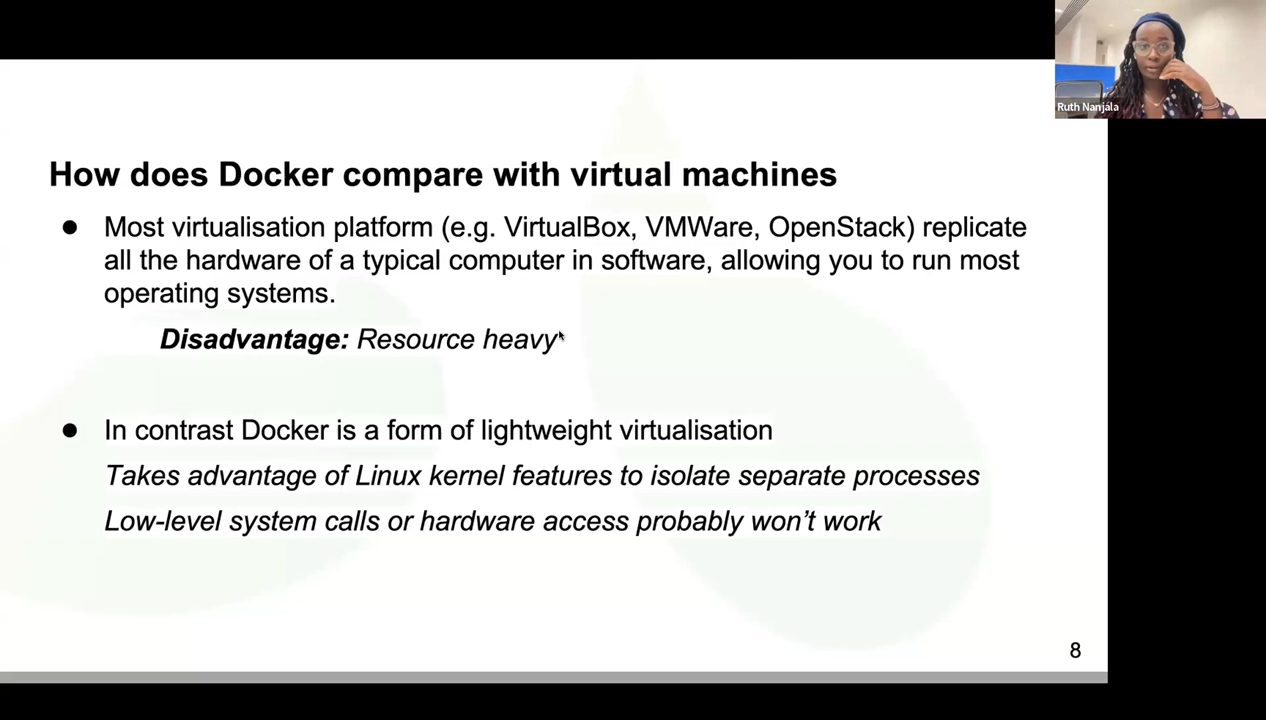 Ruth Nanjala
How does Docker compare with virtual machines
● Most virtualisation platform (e.g. VirtualBox, VMWare, OpenStack) replicate
all the hardware of a typical computer in software, allowing you to run most
operating systems.
Disadvantage: Resource heavy
● In contrast Docker is a form of lightweight virtualisation
Takes advantage of Linux kernel features to isolate separate processes
Low-level system calls or hardware access probably won’t work
8